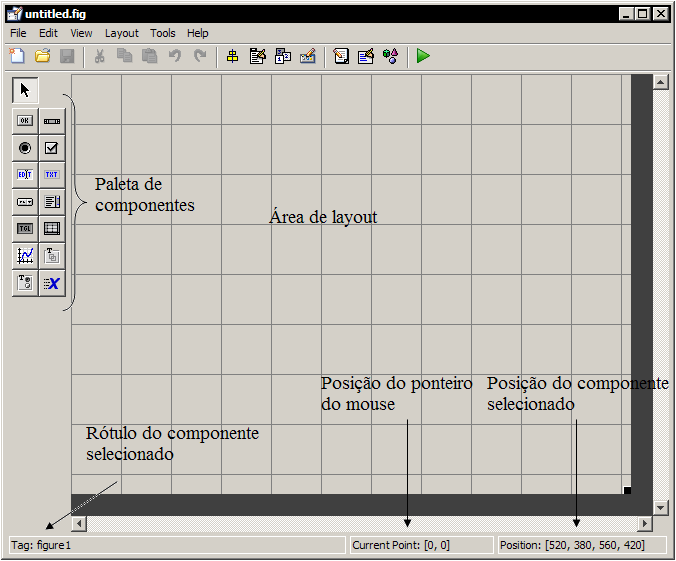 untitled.fig
File Edit View Layout Tools Help
OK
EDIT TXT
TGL
T
T
X
Paleta de
componentes
Área de layout
Posição do ponteiro
do mouse
Posição do componente
selecionado
Rótulo do componente
selecionado
Tag: figure1
Current Point: [0, 0]
Position: [520, 380, 560, 420]